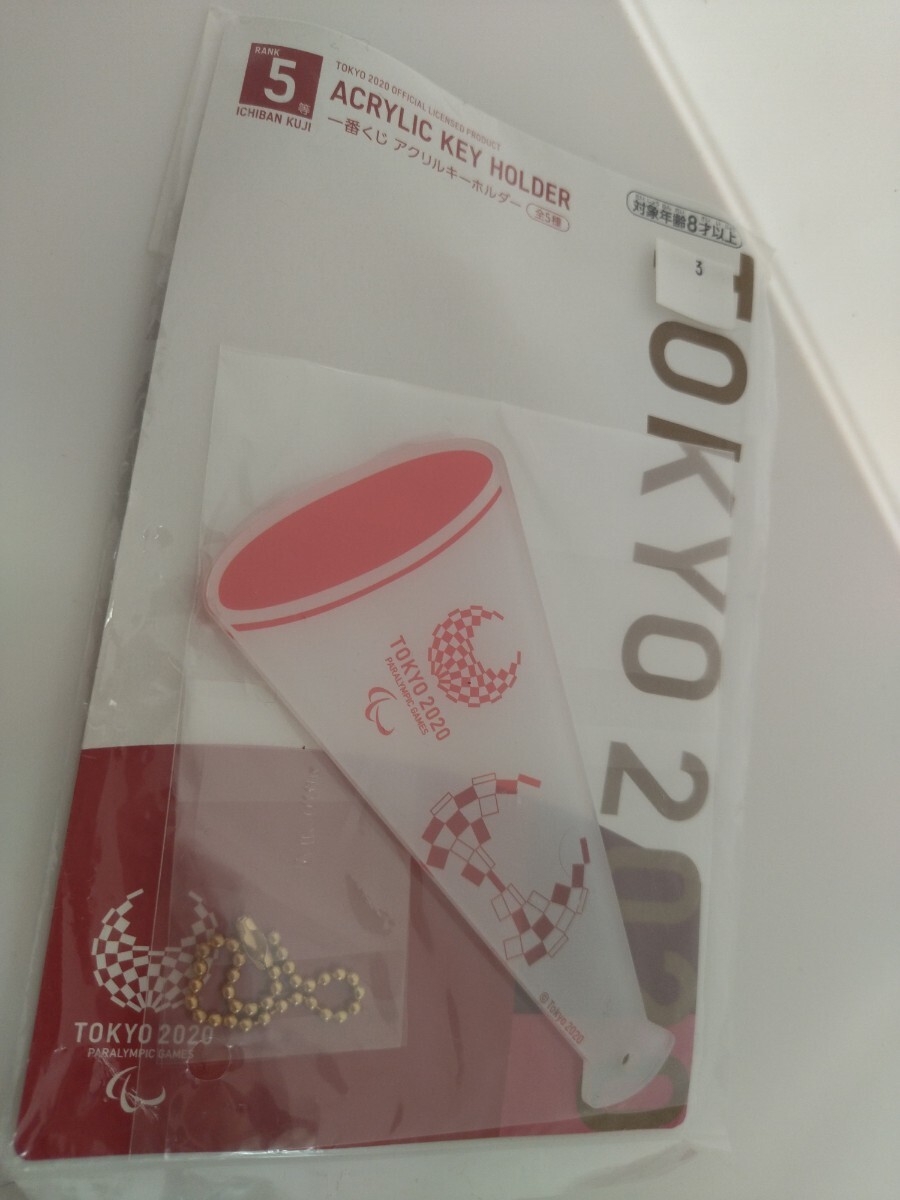 RANK
5等
ICHIBAN KUJI
TOKYO 2020 OFFICIAL LICENSED PRODUCT
ACRYLIC KEY HOLDER
一番くじ アクリルキーホルダー 全5種
対象年齢8才以上
3
TOKYO 2020
TOKYO 2020
PARALYMPIC GAMES
© Tokyo 2020
TOKYO 2020
PARALYMPIC GAMES